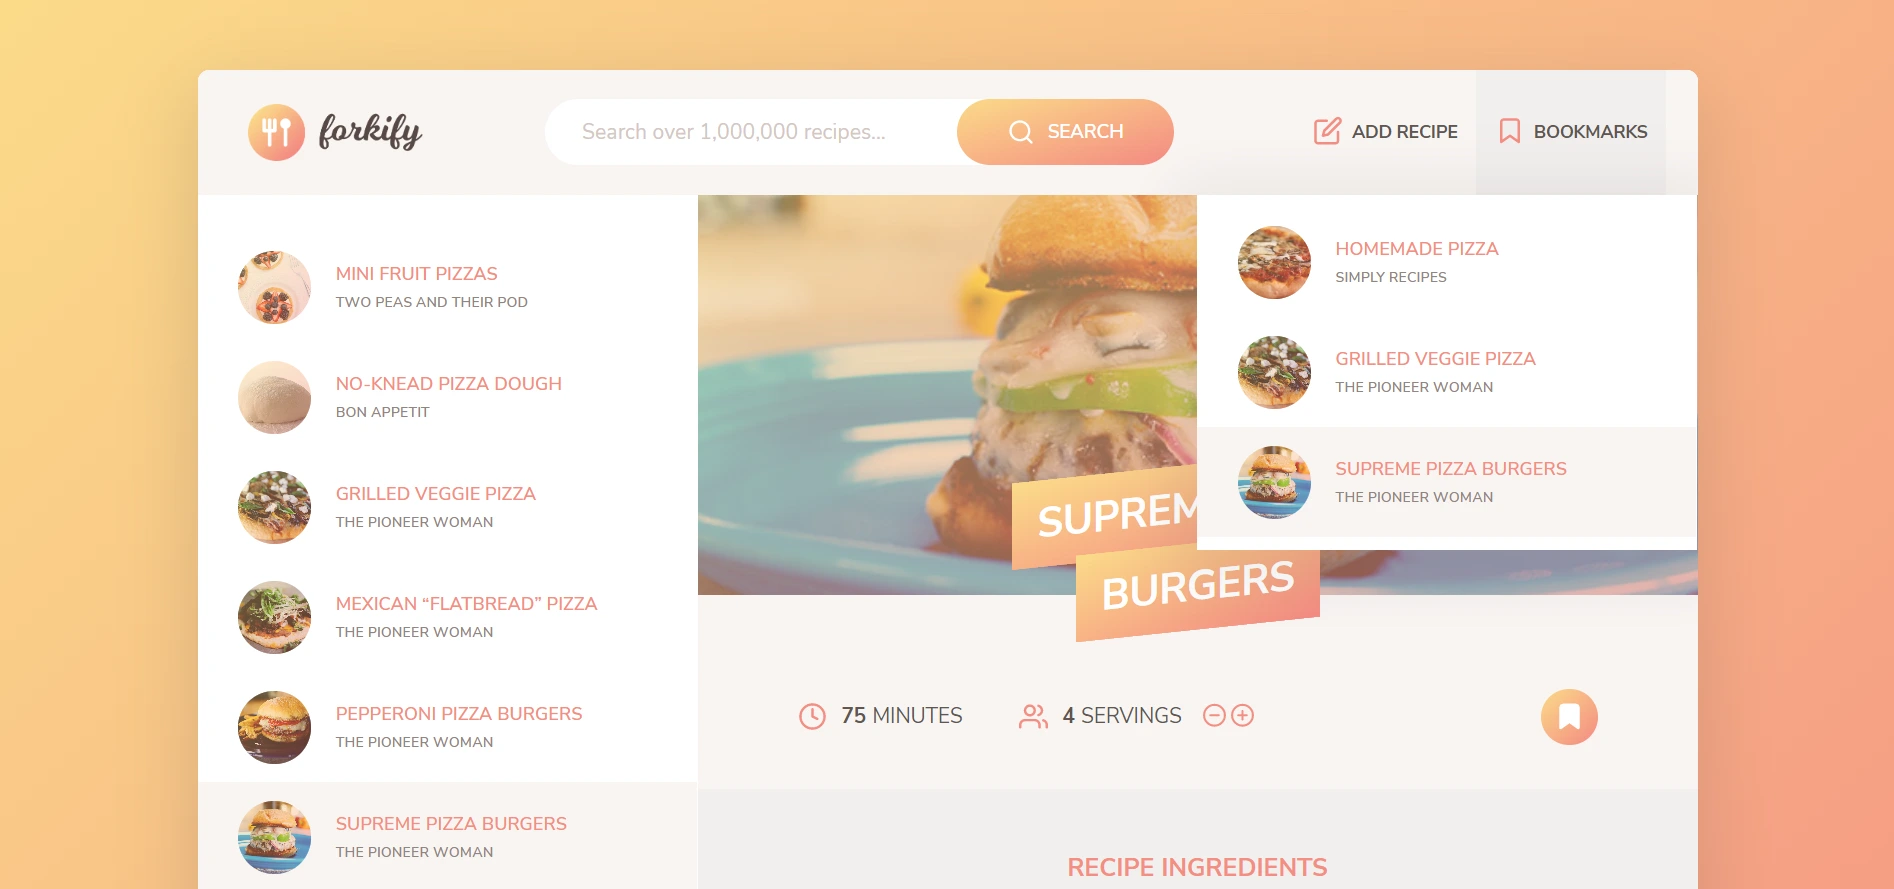 forkify
Search over 1,000,000 recipes...
SEARCH
ADD RECIPE
BOOKMARKS
MINI FRUIT PIZZAS
TWO PEAS AND THEIR POD
NO-KNEAD PIZZA DOUGH
BON APPETIT
GRILLED VEGGIE PIZZA
THE PIONEER WOMAN
MEXICAN “FLATBREAD” PIZZA
THE PIONEER WOMAN
PEPPERONI PIZZA BURGERS
THE PIONEER WOMAN
SUPREME PIZZA BURGERS
THE PIONEER WOMAN
HOMEMADE PIZZA
SIMPLY RECIPES
GRILLED VEGGIE PIZZA
THE PIONEER WOMAN
SUPREME PIZZA BURGERS
THE PIONEER WOMAN
SUPREM
BURGERS
75 MINUTES
4 SERVINGS
RECIPE INGREDIENTS